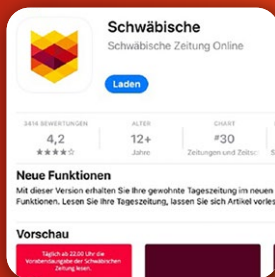 Schwäbische
Schwäbische Zeitung Online
Laden
3414 BEWERTUNGEN ALTER CHART
4,2 12+ #30
★★★★☆ Jahre Zeitungen und Zeitsc
Neue Funktionen
Mit dieser Version erhalten Sie Ihre gewohnte Tageszeitung im neuen
Funktionen. Lesen Sie Ihre Tageszeitung, lassen Sie sich Artikel vorles
Vorschau
Täglich ab 22.00 Uhr die
Vorabendausgabe der Schwäbischen
Zeitung lesen.